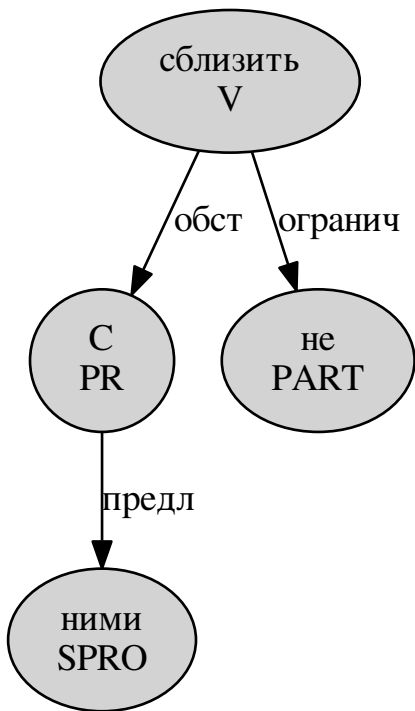 сблизить
V
обст
огранич
С
PR
не
PART
предл
ними
SPRO